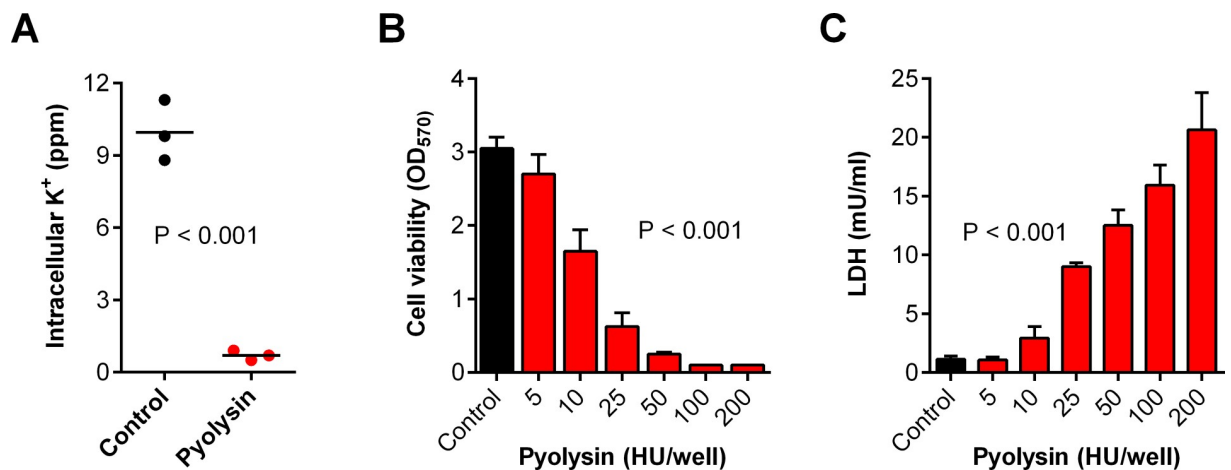 A
Intracellular K⁺ (ppm)
12
9
6
3
0
P < 0.001
Control
Pyolysin
B
Cell viability (OD₅₇₀)
4
3
2
1
0
P < 0.001
Control
5
10
25
50
100
200
Pyolysin (HU/well)
C
LDH (mU/ml)
25
20
15
10
5
0
P < 0.001
Control
5
10
25
50
100
200
Pyolysin (HU/well)